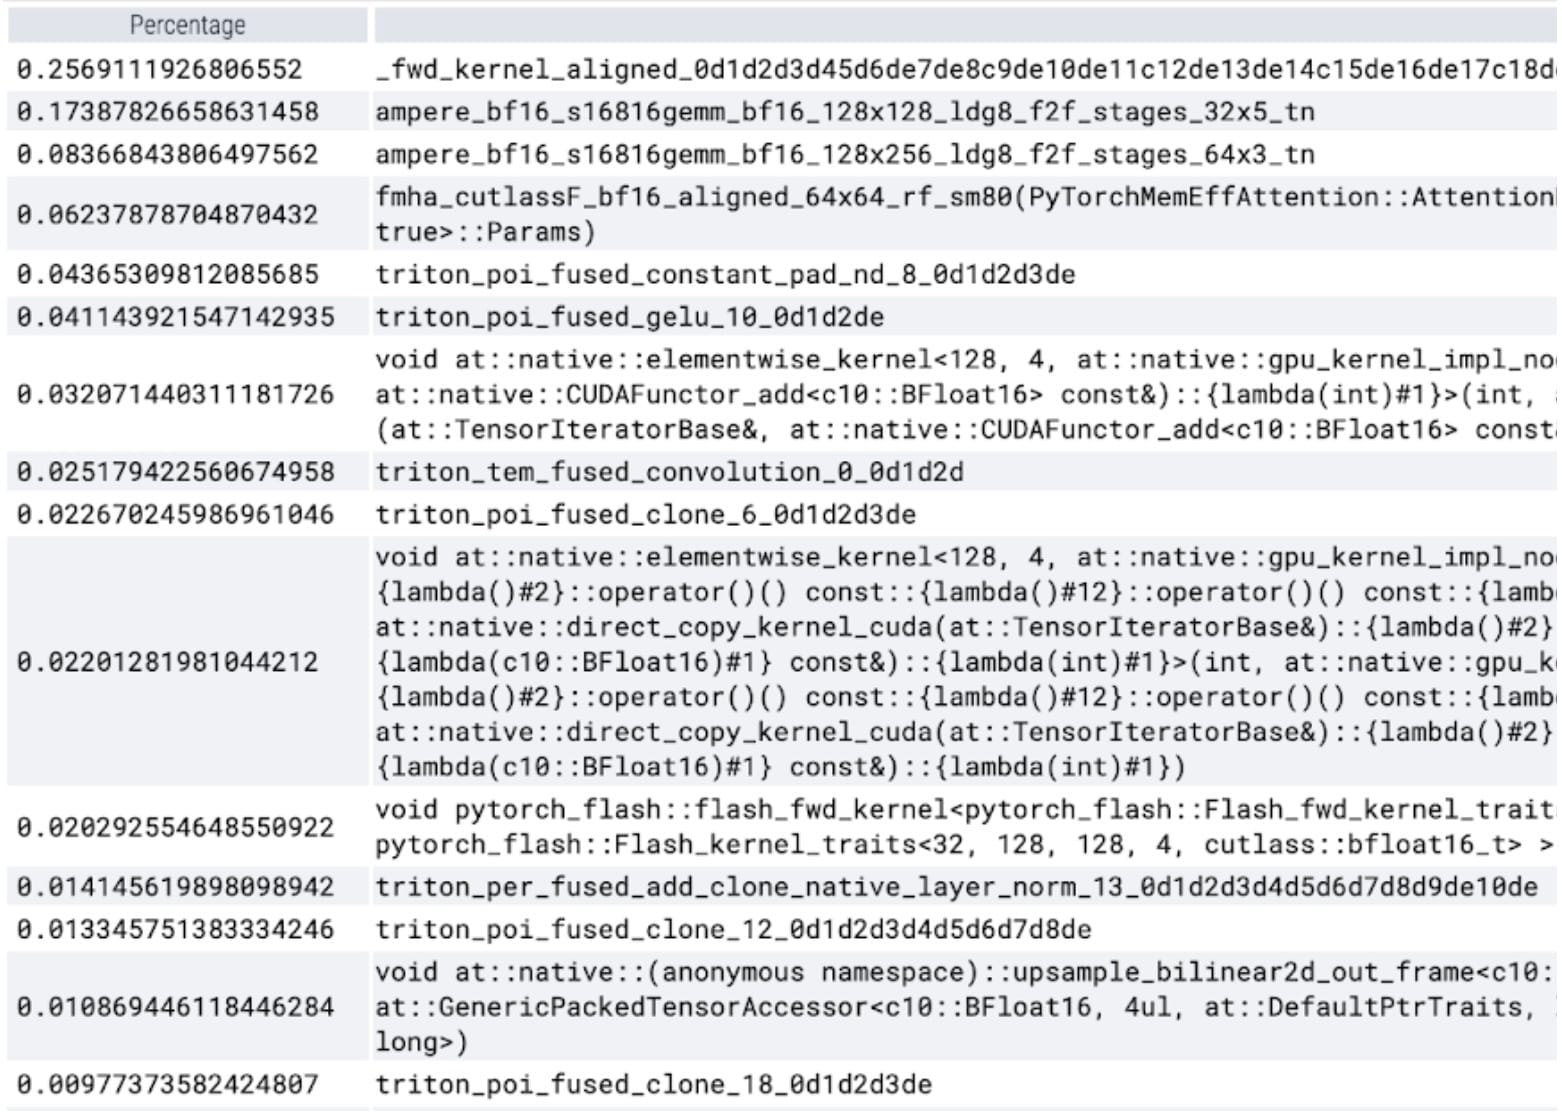 Percentage
0.2569111926806552 _fwd_kernel_aligned_0d1d2d3d45d6de7de8c9de10de11c12de13de14c15de16de17c18d
0.17387826658631458 ampere_bf16_s16816gemm_bf16_128x128_ldg8_f2f_stages_32x5_tn
0.08366843806497562 ampere_bf16_s16816gemm_bf16_128x256_ldg8_f2f_stages_64x3_tn
0.06237878704870432 fmha_cutlassF_bf16_aligned_64x64_rf_sm80(PyTorchMemEffAttention::Attention
true>::Params)
0.04365309812085685 triton_poi_fused_constant_pad_nd_8_0d1d2d3de
0.041143921547142935 triton_poi_fused_gelu_10_0d1d2de
void at::native::elementwise_kernel<128, 4, at::native::gpu_kernel_impl_no
0.032071440311181726 at::native::CUDAFunctor_add<c10::BFloat16> const&)::{lambda(int)#1}>(int,
(at::TensorIteratorBase&, at::native::CUDAFunctor_add<c10::BFloat16> const
0.025179422560674958 triton_tem_fused_convolution_0_0d1d2d
0.022670245986961046 triton_poi_fused_clone_6_0d1d2d3de
void at::native::elementwise_kernel<128, 4, at::native::gpu_kernel_impl_no
{lambda()#2}::operator()() const::{lambda()#12}::operator()() const::{lamb
at::native::direct_copy_kernel_cuda(at::TensorIteratorBase&)::{lambda()#2}
0.02201281981044212 {lambda(c10::BFloat16)#1} const&)::{lambda(int)#1}>(int, at::native::gpu_k
{lambda()#2}::operator()() const::{lambda()#12}::operator()() const::{lamb
at::native::direct_copy_kernel_cuda(at::TensorIteratorBase&)::{lambda()#2}
{lambda(c10::BFloat16)#1} const&)::{lambda(int)#1})
0.020292554648550922 void pytorch_flash::flash_fwd_kernel<pytorch_flash::Flash_fwd_kernel_trait
pytorch_flash::Flash_kernel_traits<32, 128, 128, 4, cutlass::bfloat16_t> >
0.014145619898098942 triton_per_fused_add_clone_native_layer_norm_13_0d1d2d3d4d5d6d7d8d9de10de
0.013345751383334246 triton_poi_fused_clone_12_0d1d2d3d4d5d6d7d8de
void at::native::(anonymous namespace)::upsample_bilinear2d_out_frame<c10:
0.010869446118446284 at::GenericPackedTensorAccessor<c10::BFloat16, 4ul, at::DefaultPtrTraits,
long>)
0.00977373582424807 triton_poi_fused_clone_18_0d1d2d3de